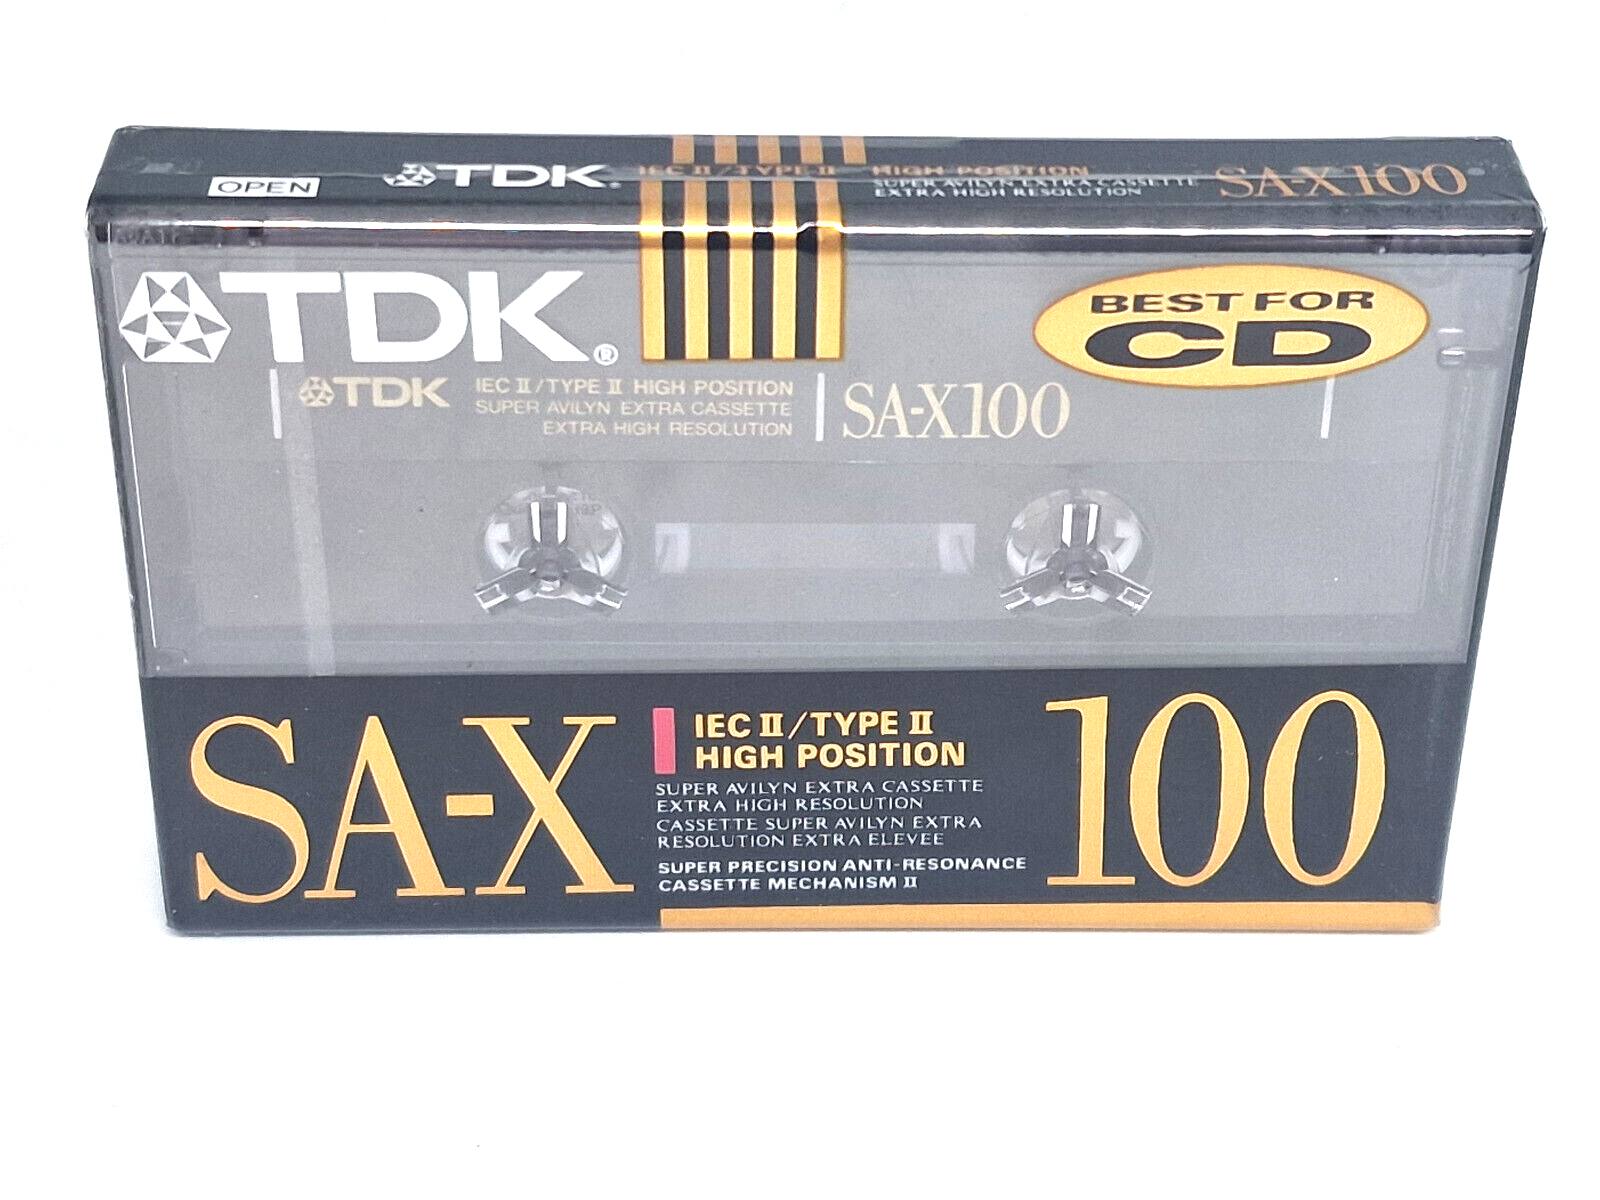 OPEN
TDK. IEC II/TYPE II HIGH POSITION
SUPER AVILYN EXTRA CASSETTE
EXTRA HIGH RESOLUTION
SA-X100
TDK®
BEST FOR
CD
TDK
IEC II/TYPE II HIGH POSITION
SUPER AVILYN EXTRA CASSETTE
EXTRA HIGH RESOLUTION
SA-X100
SA-X
IEC II/TYPE II
HIGH POSITION
SUPER AVILYN EXTRA CASSETTE
EXTRA HIGH RESOLUTION
CASSETTE SUPER AVILYN EXTRA
RESOLUTION EXTRA ELEVEE
SUPER PRECISION ANTI-RESONANCE
CASSETTE MECHANISM II
100